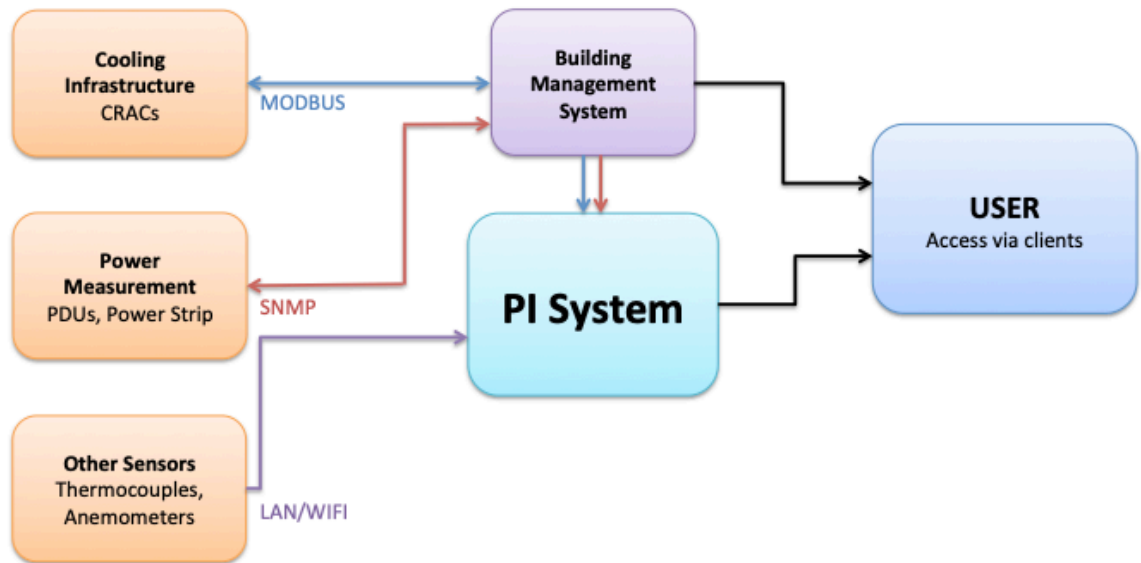 Cooling
Infrastructure
CRACs
MODBUS
Building
Management
System
USER
Access via clients
Power
Measurement
PDUs, Power Strip
SNMP
PI System
Other Sensors
Thermocouples,
Anemometers
LAN/WIFI